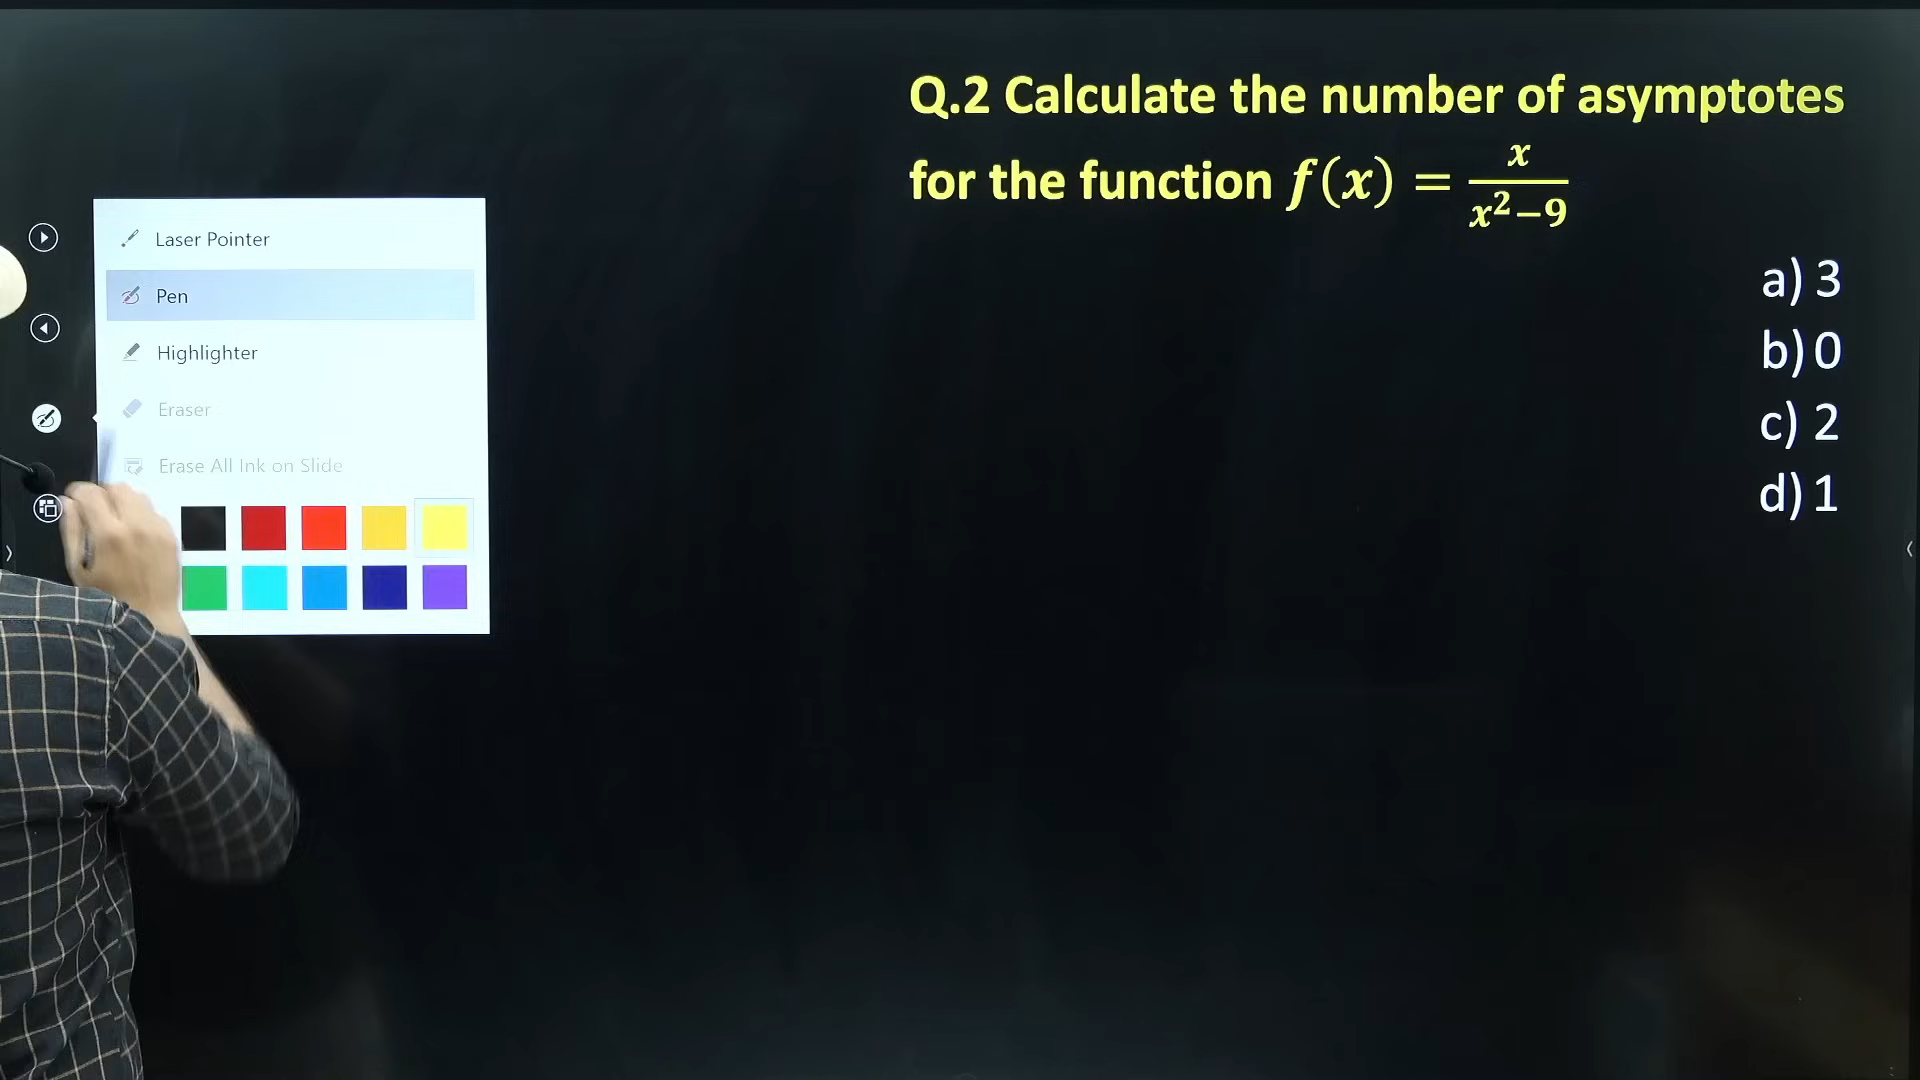 Q.2 Calculate the number of asymptotes
for the function f(x) = x/(x²−9)
a) 3
b) 0
c) 2
d) 1
Laser Pointer
Pen
Highlighter
Eraser
Erase All Ink on Slide